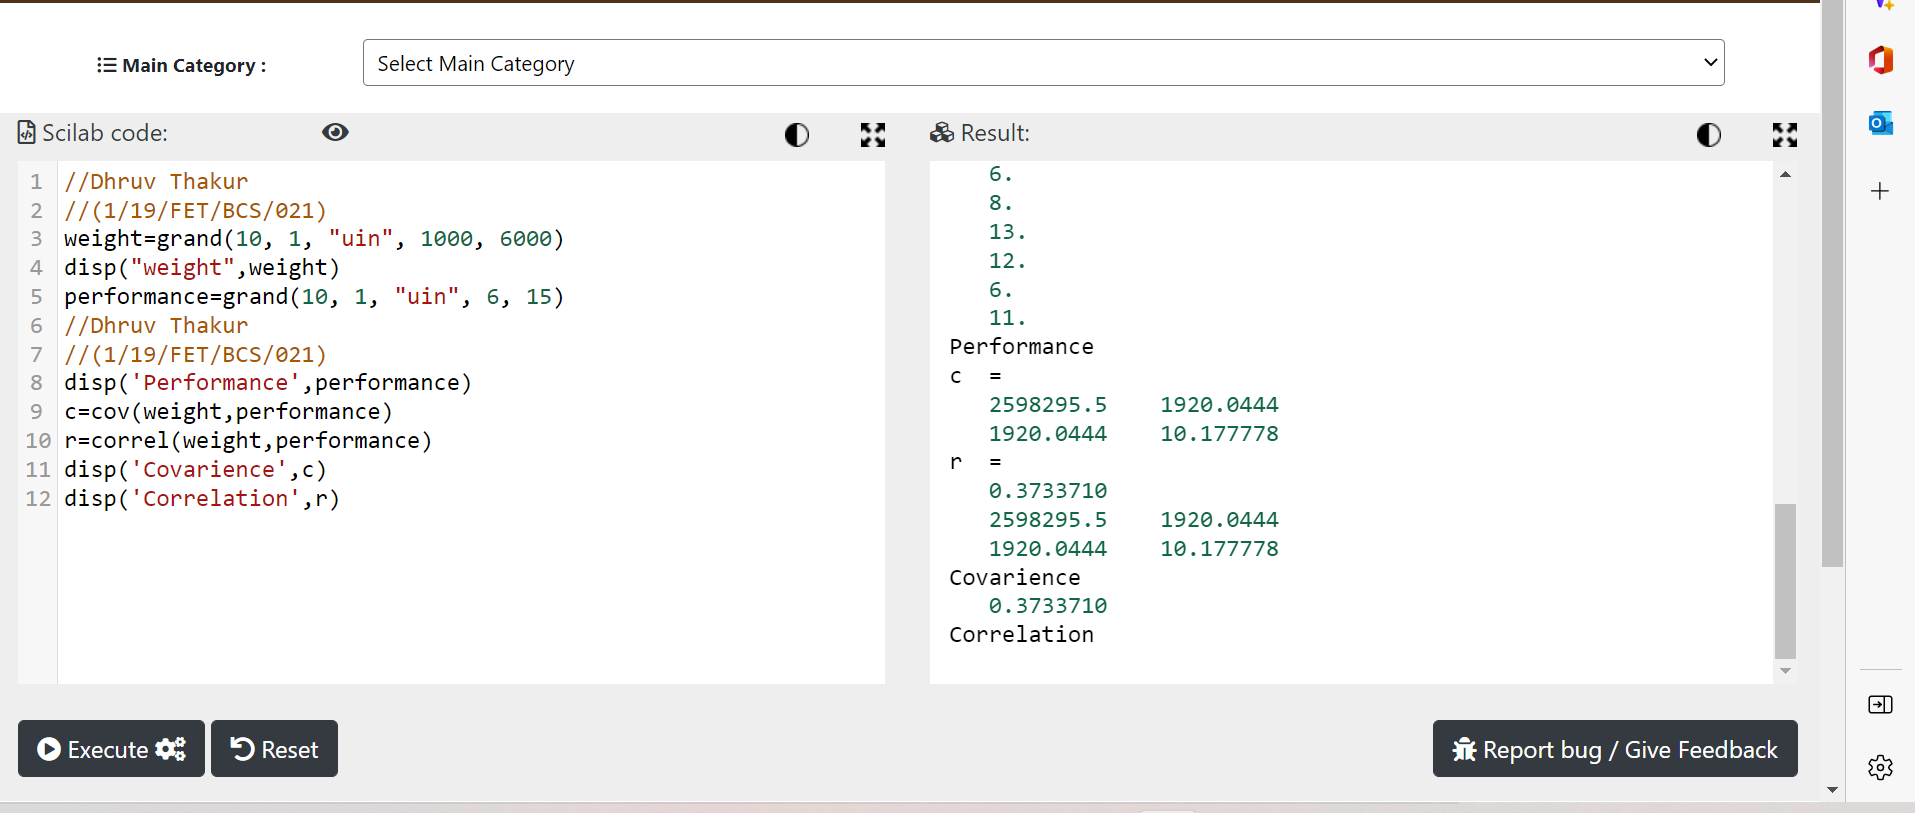 Main Category :
Select Main Category
Scilab code:
1 //Dhruv Thakur
2 //(1/19/FET/BCS/021)
3 weight=grand(10, 1, "uin", 1000, 6000)
4 disp("weight",weight)
5 performance=grand(10, 1, "uin", 6, 15)
6 //Dhruv Thakur
7 //(1/19/FET/BCS/021)
8 disp('Performance',performance)
9 c=cov(weight,performance)
10 r=correl(weight,performance)
11 disp('Covarience',c)
12 disp('Correlation',r)
Result:
6.
8.
13.
12.
6.
11.
Performance
c =
2598295.5 1920.0444
1920.0444 10.177778
r =
0.3733710
2598295.5 1920.0444
1920.0444 10.177778
Covarience
0.3733710
Correlation
Execute
Reset
Report bug / Give Feedback